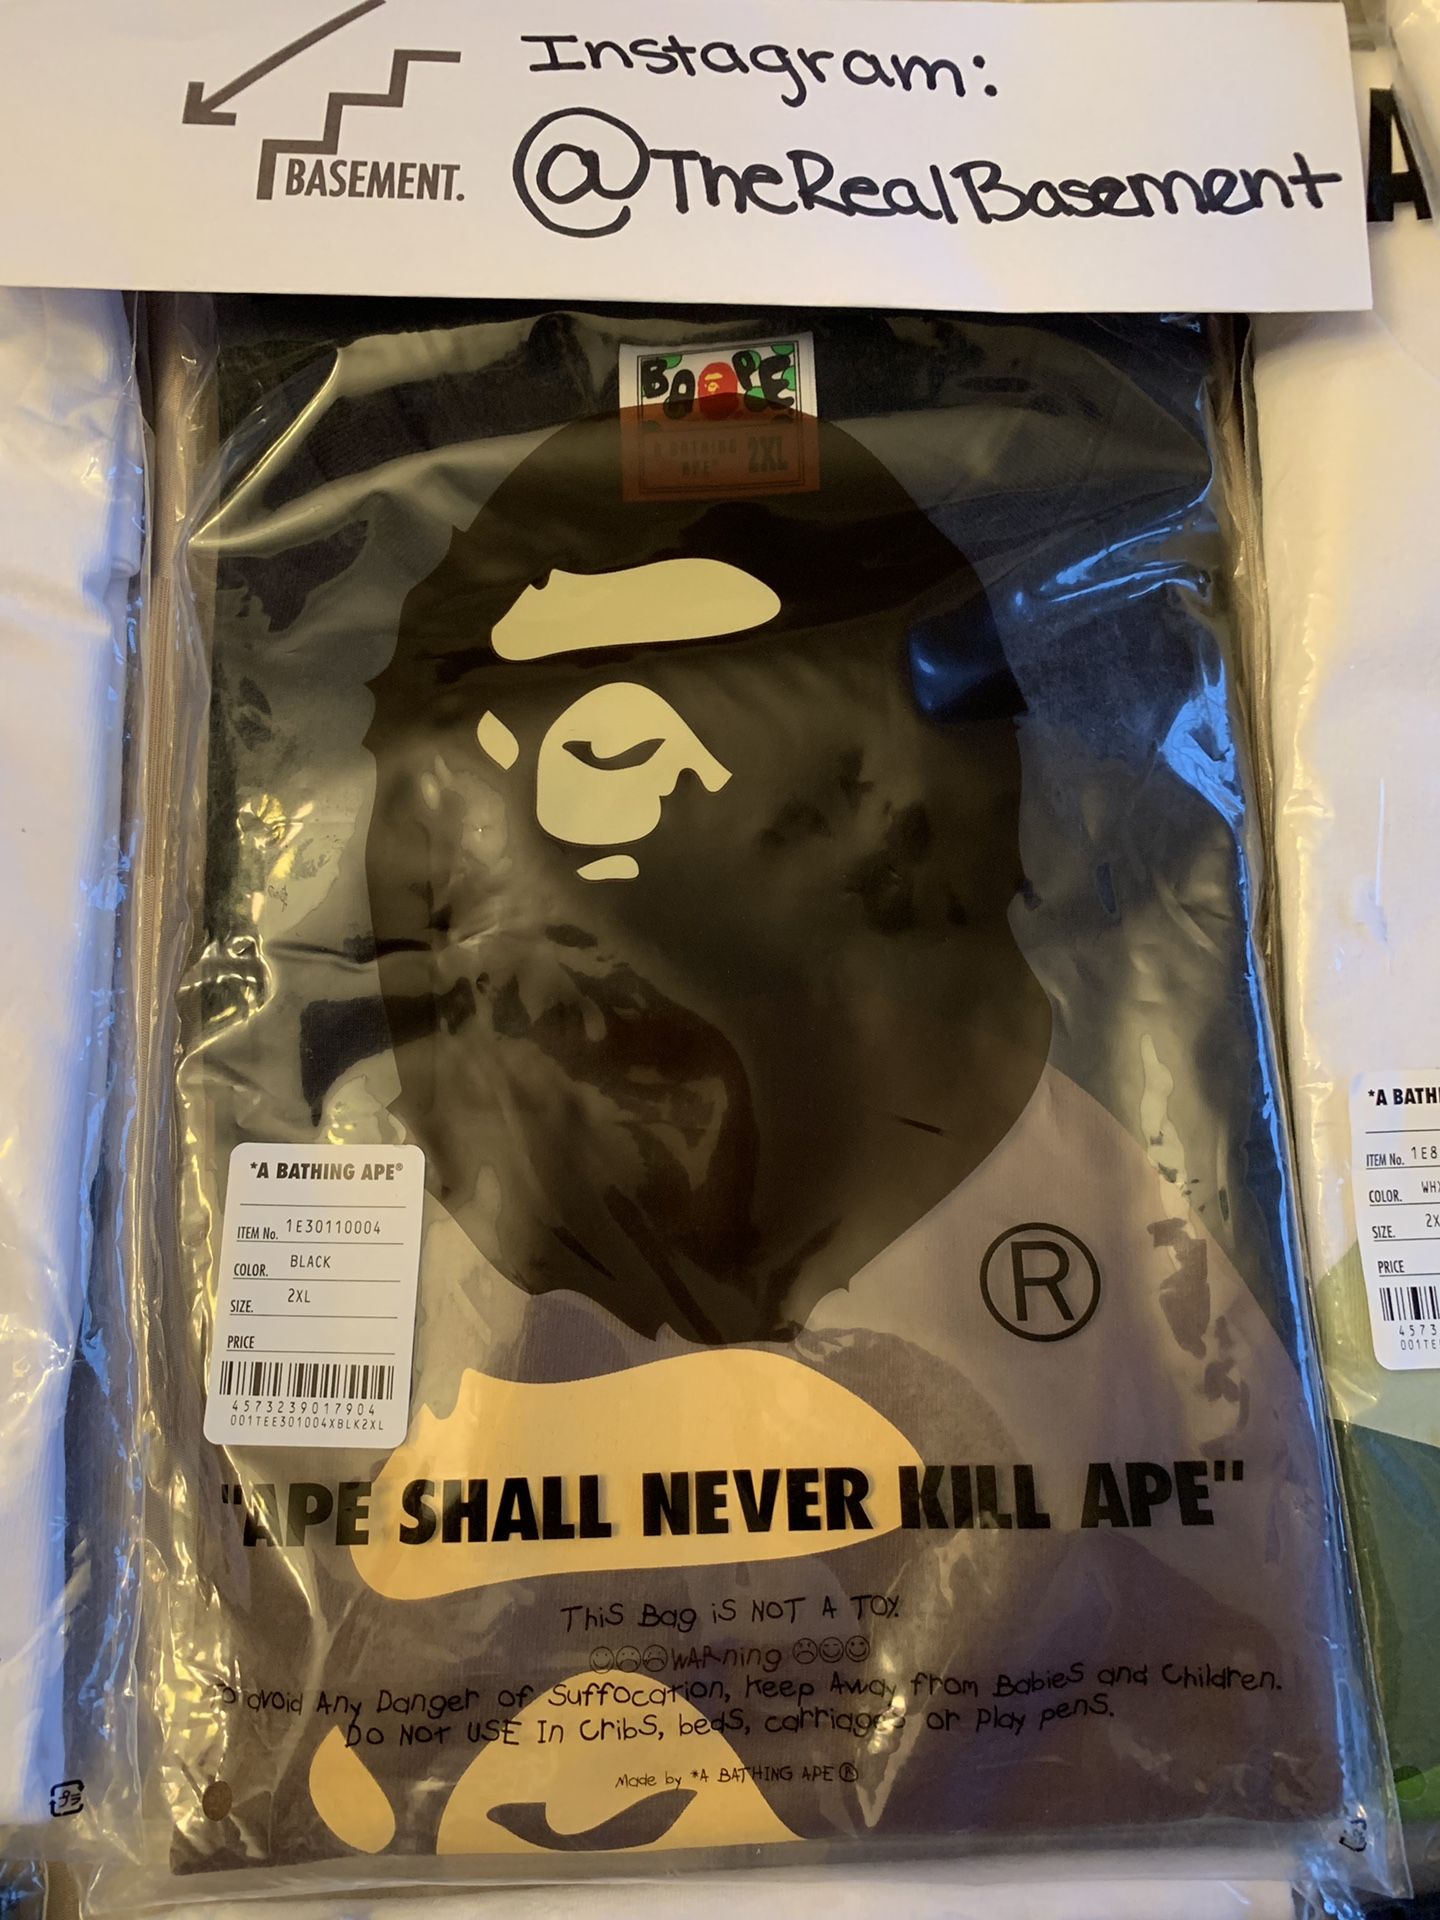 Instagram:
BASEMENT.
@TheRealBasement
A
BAPE
A BATHING
APE® 2XL
*A BATHING APE®
ITEM No. 1E30110004
COLOR. BLACK
SIZE. 2XL
PRICE
4573239017904
001TEE301004XBLK2XL
*A BATH
ITEM No. 1E8
COLOR. WHX
SIZE. 2X
PRICE
4573
001TE
®
"APE SHALL NEVER KILL APE"
This Bag iS NOT A TOY.
WARning
To avoid Any Danger of Suffocation, Keep Away from Babies and Children.
Do Not USE In Cribs, beds, carriages or Play pens.
Made by *A BATHING APE®